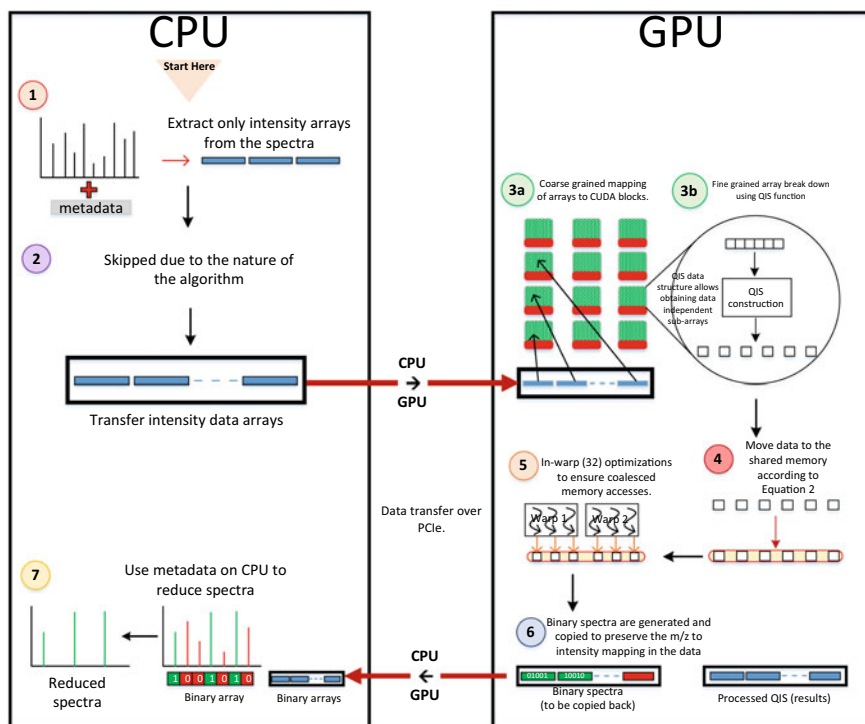 CPU
GPU
Start Here
1
Extract only intensity arrays
from the spectra
metadata
2
Skipped due to the nature of
the algorithm
Transfer intensity data arrays
CPU
GPU
3a
Coarse grained mapping
of arrays to CUDA blocks.
3b
Fine grained array break down
using QIS function
QIS data
structure allows
obtaining data
independent
sub-arrays
QIS
construction
4
Move data to the
shared memory
according to
Equation 2
5
In-warp (32) optimizations
to ensure coalesced
memory accesses.
Warp 1
Warp 2
Data transfer over
PCIe.
6
Binary spectra are generated and
copied to preserve the m/z to
intensity mapping in the data
01001
10010
Binary spectra
(to be copied back)
Processed QIS (results)
CPU
GPU
7
Use metadata on CPU to
reduce spectra
Reduced
spectra
1 0 0 1 0 1 0
Binary array
Binary arrays